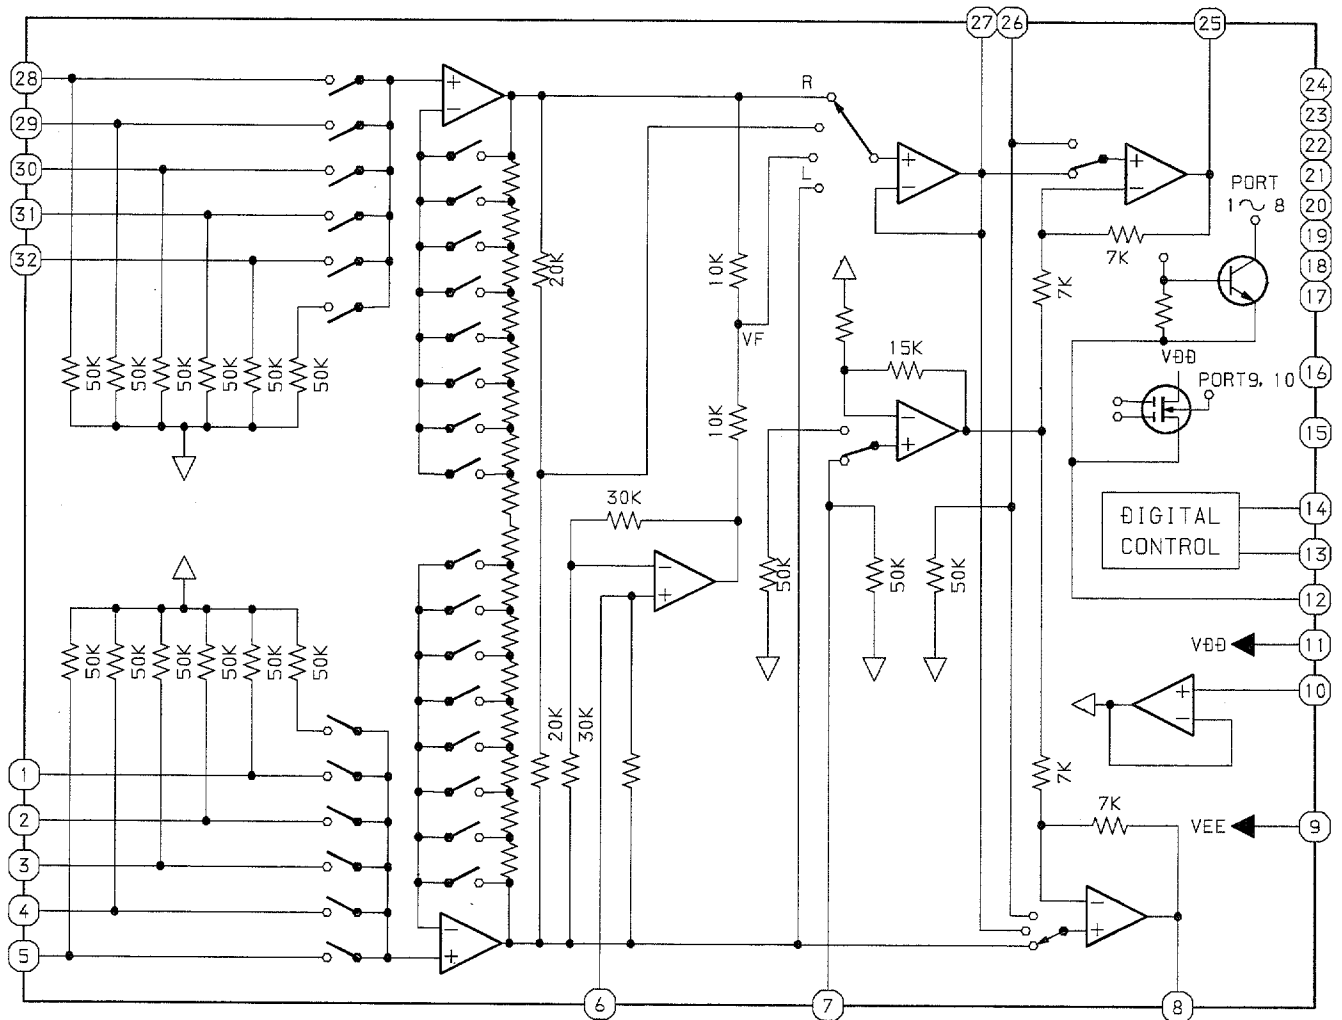 27 26 25
28
29
30
31
32
50K 50K 50K 50K 50K 50K
20K
10K
VF
10K
R
L
7K
7K
PORT
1~8
24
23
22
21
20
19
18
17
VDD
PORT9, 10
16
15
15K
30K
50K
50K
50K
DIGITAL
CONTROL
14
13
12
VDD
11
10
VEE
9
50K 50K 50K 50K 50K 50K
20K
30K
7K
7K
1
2
3
4
5
6
7
8